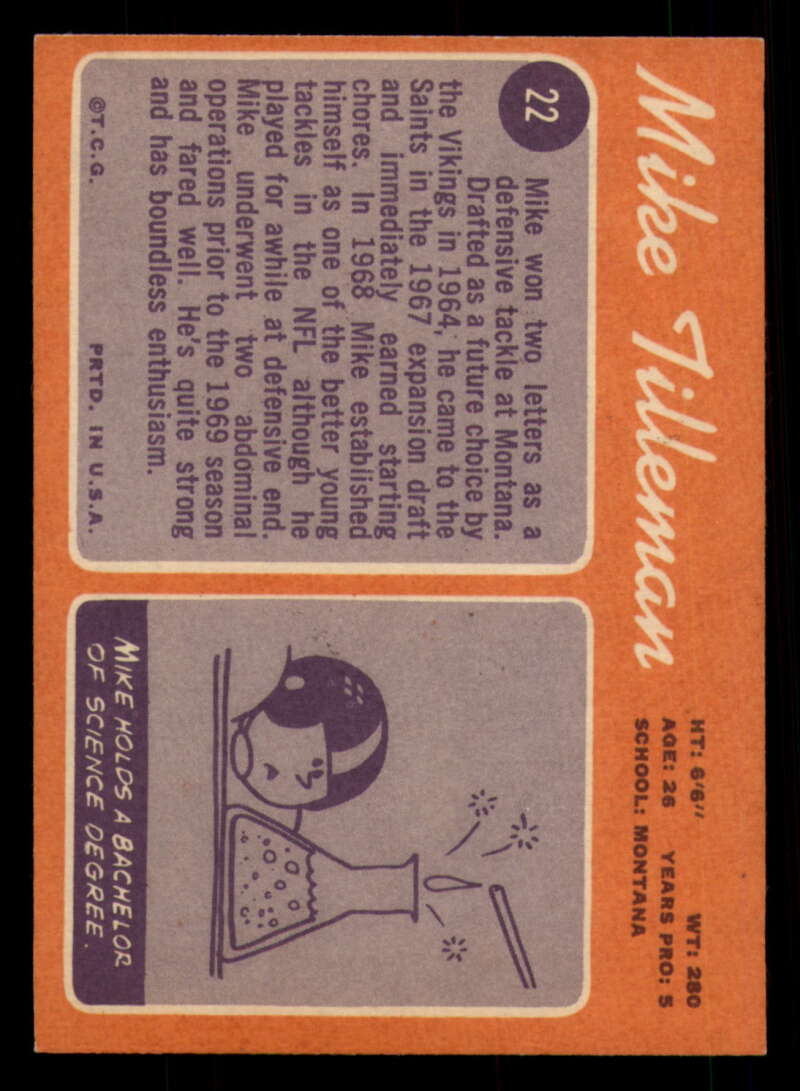 Mike Tilleman
HT: 6'6" WT: 280
AGE: 26 YEARS PRO: 5
SCHOOL: MONTANA
22
Mike won two letters as a
defensive tackle at Montana.
Drafted as a future choice by
the Vikings in 1964, he came to the
Saints in the 1967 expansion draft
and immediately earned starting
chores. In 1968 Mike established
himself as one of the better young
tackles in the NFL although he
played for awhile at defensive end.
Mike underwent two abdominal
operations prior to the 1969 season
and fared well. He's quite strong
and has boundless enthusiasm.
©T.C.G. PRTD. IN U.S.A.
MIKE HOLDS A BACHELOR
OF SCIENCE DEGREE.